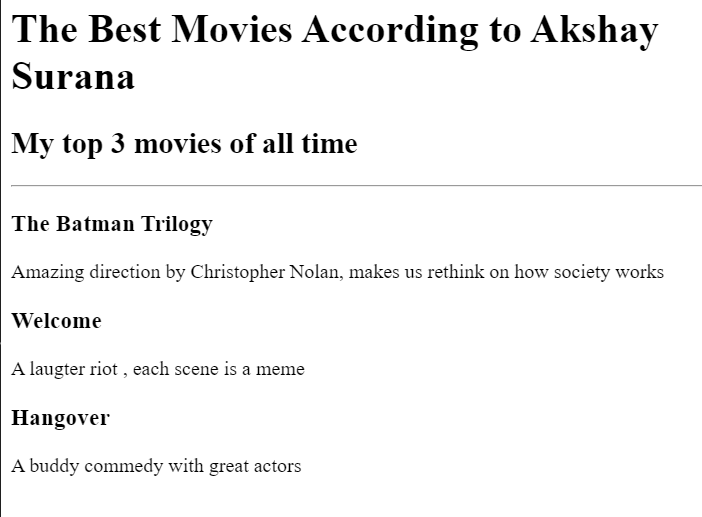 The Best Movies According to Akshay
Surana
My top 3 movies of all time
The Batman Trilogy
Amazing direction by Christopher Nolan, makes us rethink on how society works
Welcome
A laugter riot , each scene is a meme
Hangover
A buddy commedy with great actors